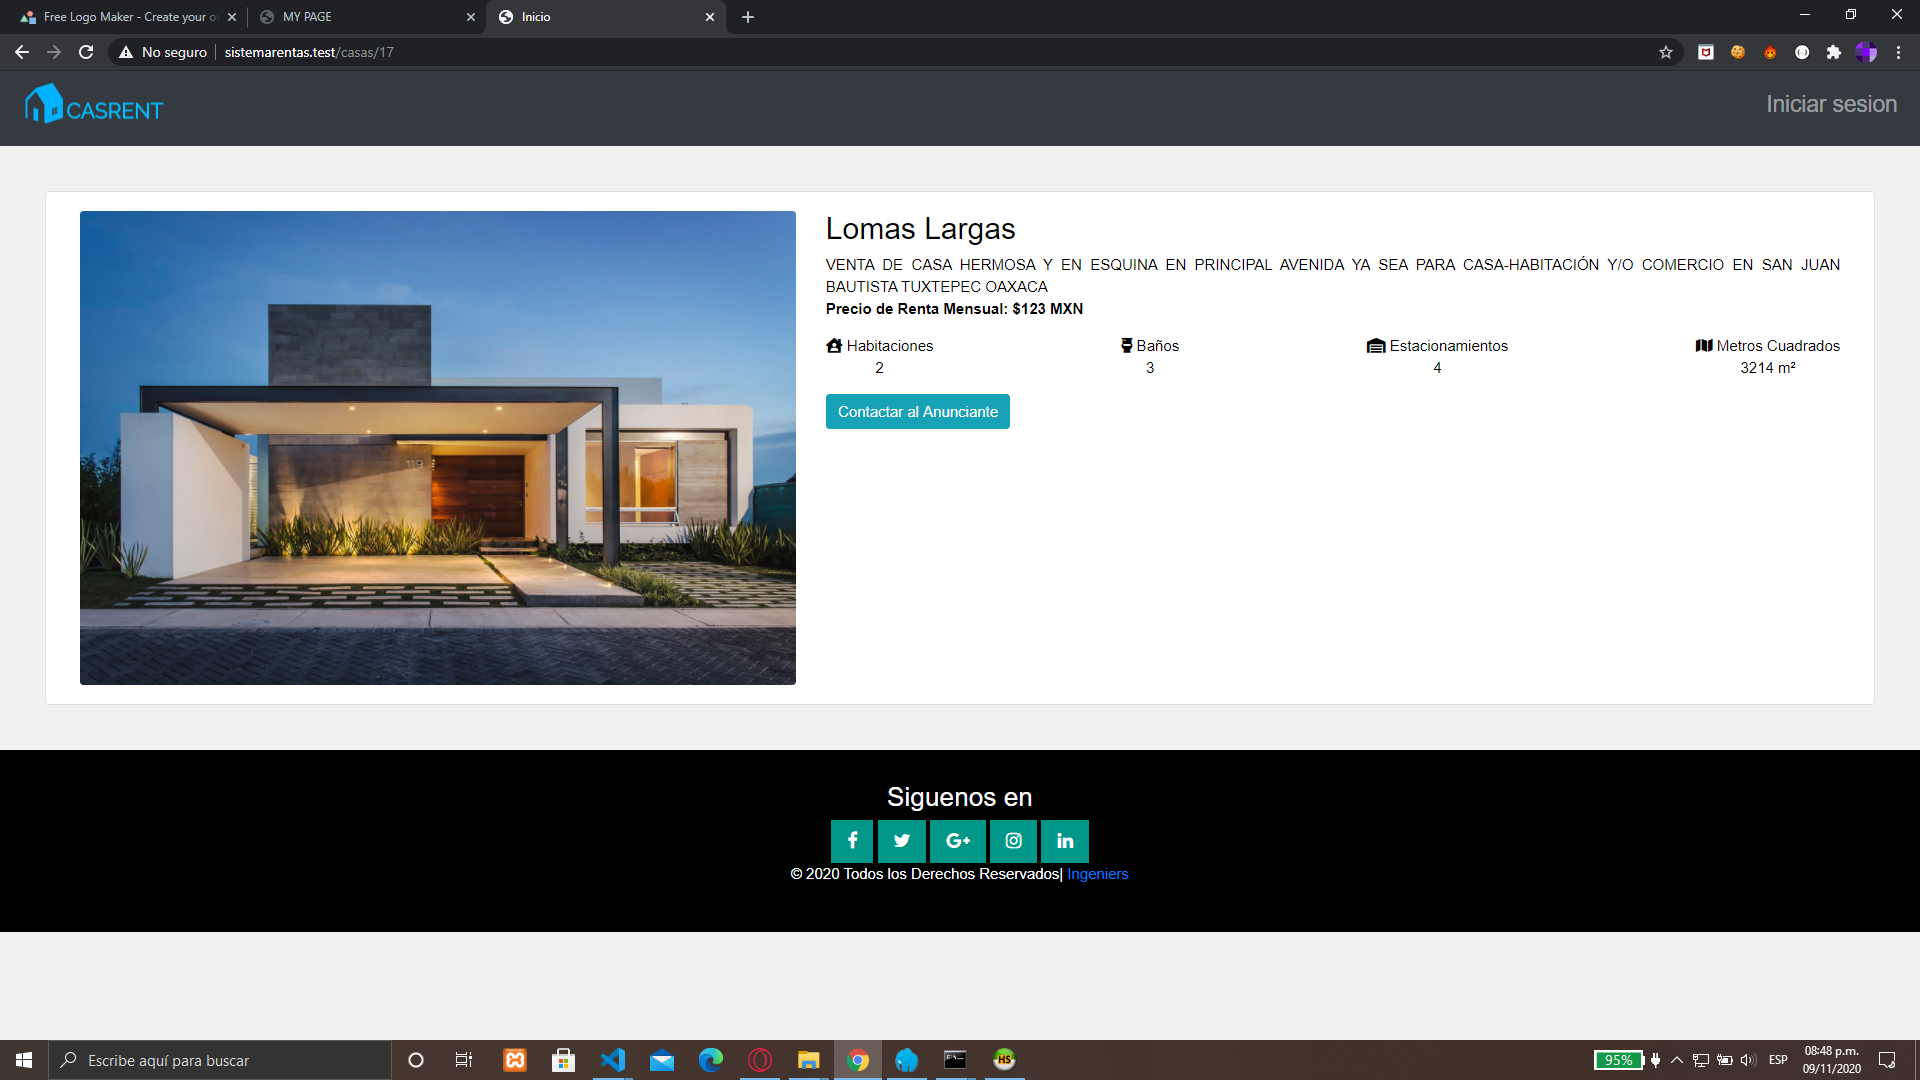 Free Logo Maker - Create your o
MY PAGE
Inicio
No seguro
sistemarentas.test/casas/17
CASRENT
Iniciar sesion
119
Lomas Largas
VENTA DE CASA HERMOSA Y EN ESQUINA EN PRINCIPAL AVENIDA YA SEA PARA CASA-HABITACIÓN Y/O COMERCIO EN SAN JUAN
BAUTISTA TUXTEPEC OAXACA
Precio de Renta Mensual: $123 MXN
Habitaciones
2
Baños
3
Estacionamientos
4
Metros Cuadrados
3214 m²
Contactar al Anunciante
Siguenos en
© 2020 Todos los Derechos Reservados| Ingeniers
Escribe aquí para buscar
HS
95%
ESP
08:48 p.m.
09/11/2020